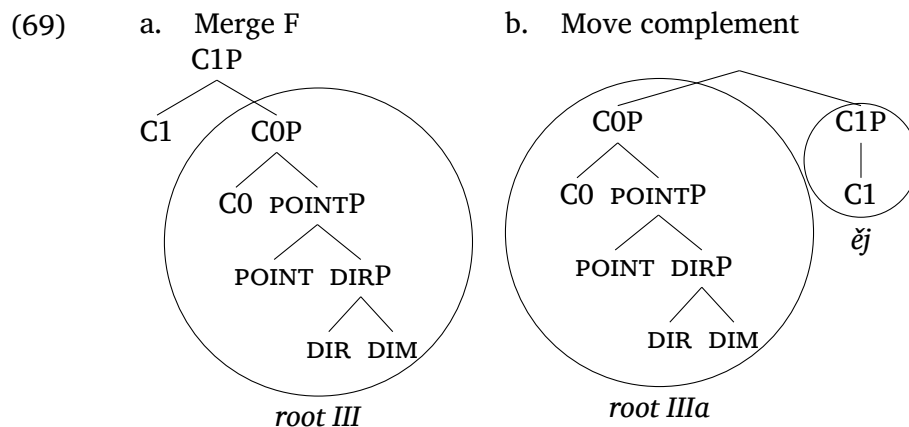 (69) a. Merge F b. Move complement
C1P
C1 C0P C0P C1P
C0 POINTP C0 POINTP C1
ěj
POINT DIRP POINT DIRP
DIR DIM DIR DIM
root III root IIIa